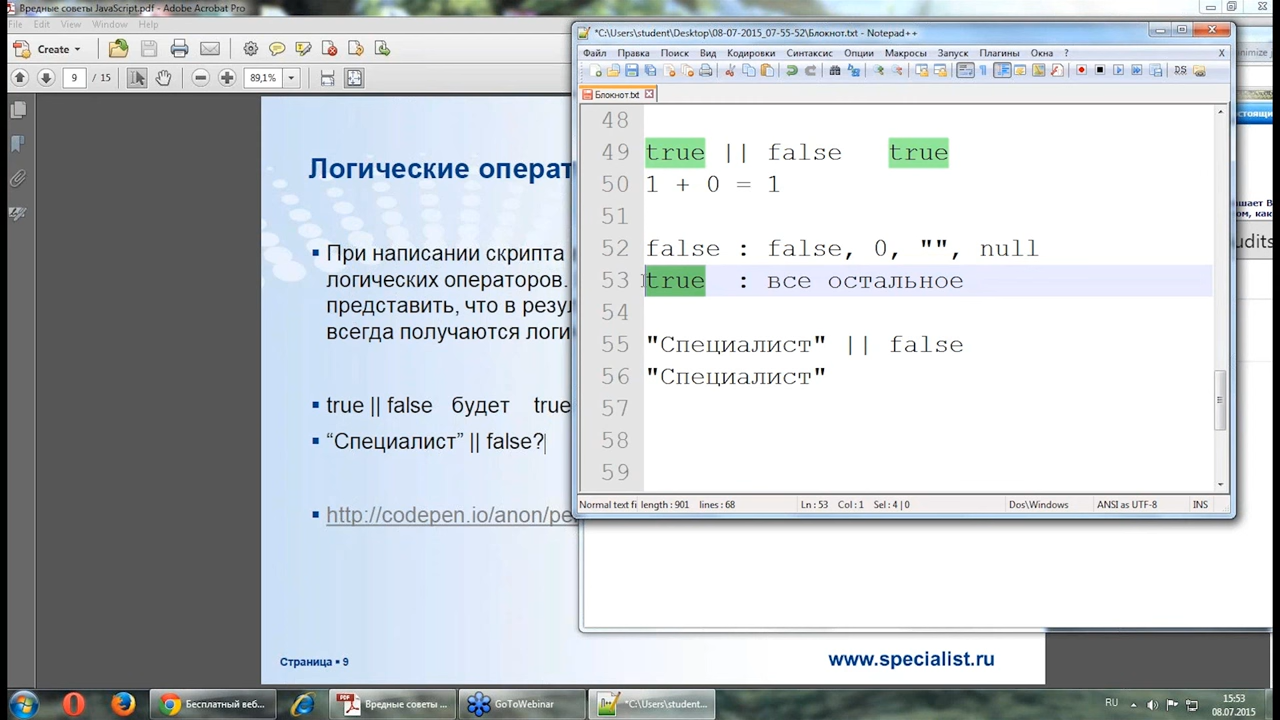 Вредные советы JavaScript.pdf - Adobe Acrobat Pro
File Edit View Window Help
Create
9 / 15
89,1%
Логические операт
При написании скрипта
логических операторов.
представить, что в резул
всегда получаются логи
true || false будет true
“Специалист” || false?
http://codepen.io/anon/pe
Страница ▪ 9
www.specialist.ru
*C:\Users\student\Desktop\08-07-2015_07-55-52\Блокнот.txt - Notepad++
Файл Правка Поиск Вид Кодировки Синтаксис Опции Макросы Запуск Плагины Окна ? X
Блокнот.txt
48
49 true || false true
50 1 + 0 = 1
51
52 false : false, 0, "", null
53 true : все остальное
54
55 "Специалист" || false
56 "Специалист"
57
58
59
Normal text fi length : 901 lines : 68 Ln : 53 Col : 1 Sel : 4 | 0 Dos\Windows ANSI as UTF-8 INS
udits
Бесплатный веб...
Вредные советы ...
GoToWebinar
*C:\Users\student...
RU
15:53
08.07.2015